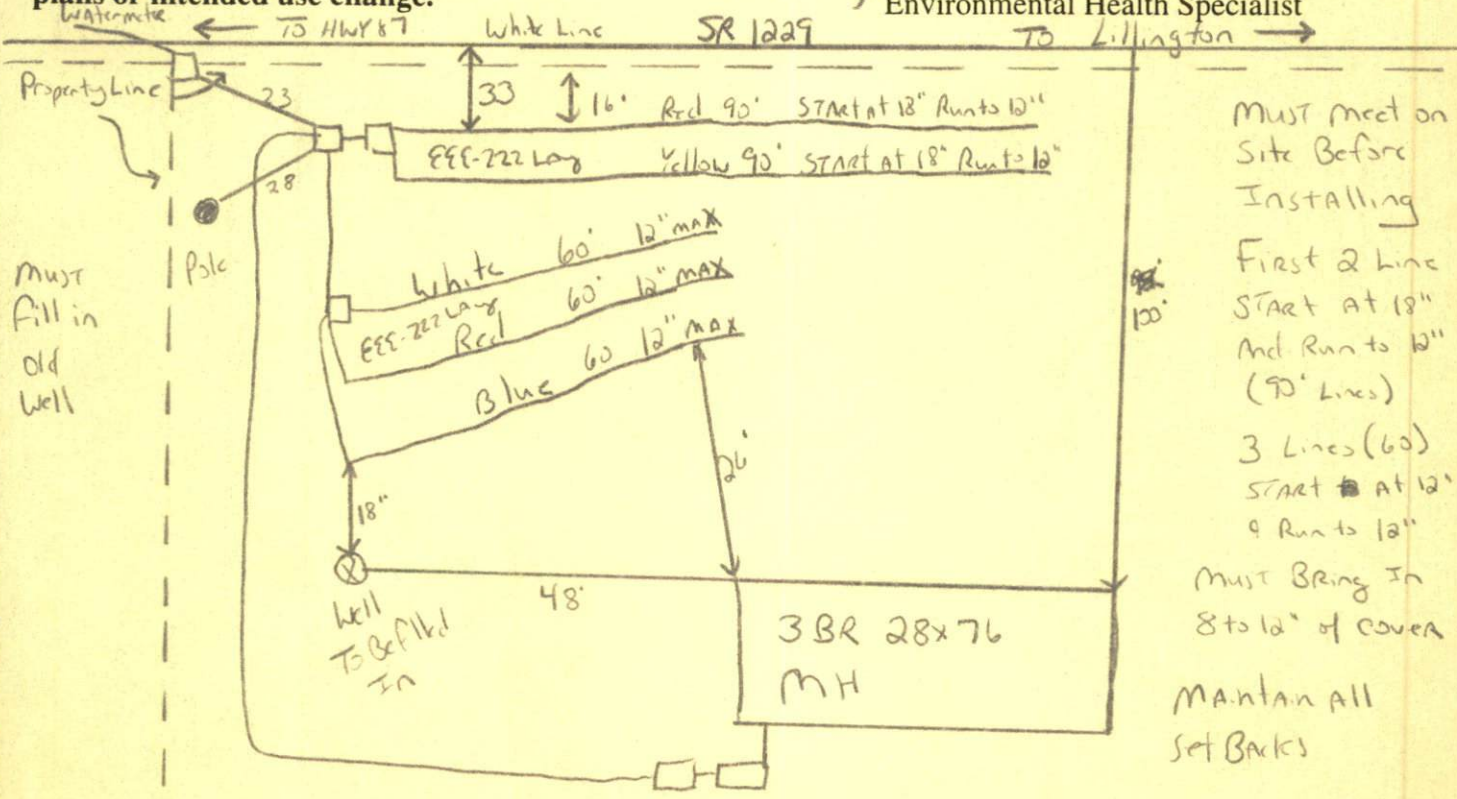 plans or intended use change.
Environmental Health Specialist
Watermeter
← TO HWY 87 White Line SR 1229 TO Lillington →
Property Line
23
33
16' Red 90' START AT 18" Run to 12"
EEE-222 Lay Yellow 90' START AT 18" Run to 12"
28
Pole
Must
fill in
old
well
White 60' 12" MAX
EEE-222 Lay
Red 60' 12" MAX
Blue 60 12" MAX
18"
26'
100'
48'
Well
To Be filled
In
3 BR 28x76
MH
Must meet on
Site Before
Installing
First 2 Line
START At 18"
And Run to 12"
(90' Lines)
3 Lines (60)
START At 12"
& Run to 12"
Must Bring In
8 to 12" of cover
Mantan All
Set Backs